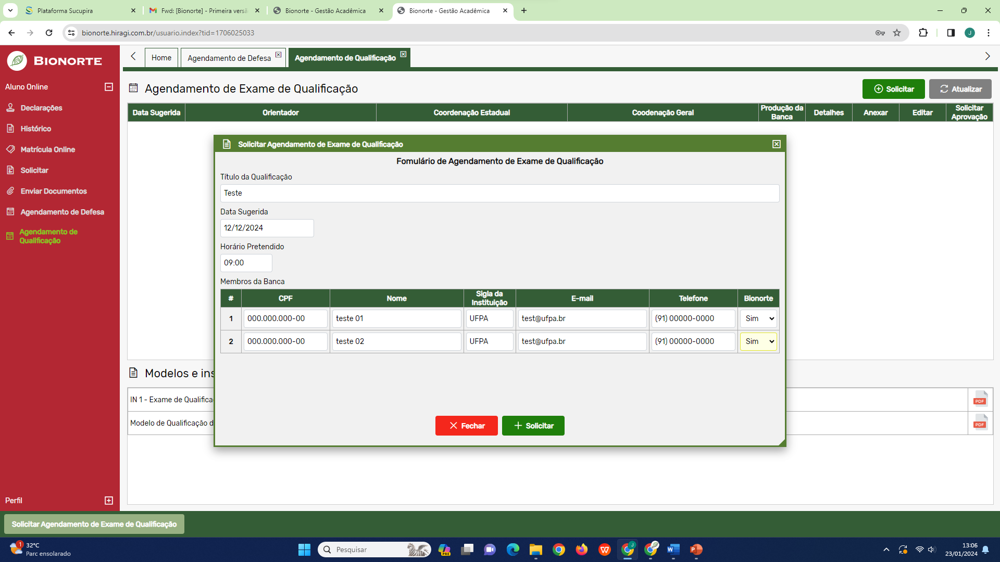 Plataforma Sucupira
Fwd: [Bionorte] - Primeira versã
Bionorte - Gestão Acadêmica
Bionorte - Gestão Acadêmica
bionorte.hiragi.com.br/usuario.index?tid=1706025033
J
BIONORTE
Home
Agendamento de Defesa
Agendamento de Qualificação
Aluno Online
Declarações
Histórico
Matrícula Online
Solicitar
Enviar Documentos
Agendamento de Defesa
Agendamento de
Qualificação
Perfil
Agendamento de Exame de Qualificação
Solicitar
Atualizar
Data Sugerida
Orientador
Coordenação Estadual
Coodenação Geral
Produção da
Banca
Detalhes
Anexar
Editar
Solicitar
Aprovação
Solicitar Agendamento de Exame de Qualificação
Fomulário de Agendamento de Exame de Qualificação
Título da Qualificação
Teste
Data Sugerida
12/12/2024
Horário Pretendido
09:00
Membros da Banca
# CPF Nome Sigla da Instituição E-mail Telefone Bionorte
1 000.000.000-00 teste 01 UFPA test@ufpa.br (91) 00000-0000 Sim
2 000.000.000-00 teste 02 UFPA test@ufpa.br (91) 00000-0000 Sim
Fechar
Solicitar
Modelos e ins
IN 1 - Exame de Qualifica
PDF
Modelo de Qualificação d
PDF
Solicitar Agendamento de Exame de Qualificação
1
32°C
Parc ensolarado
Pesquisar
PRE
J
W
P
13:06
23/01/2024